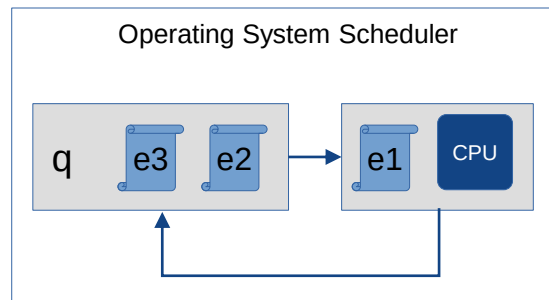 Operating System Scheduler
q e3 e2 e1 CPU